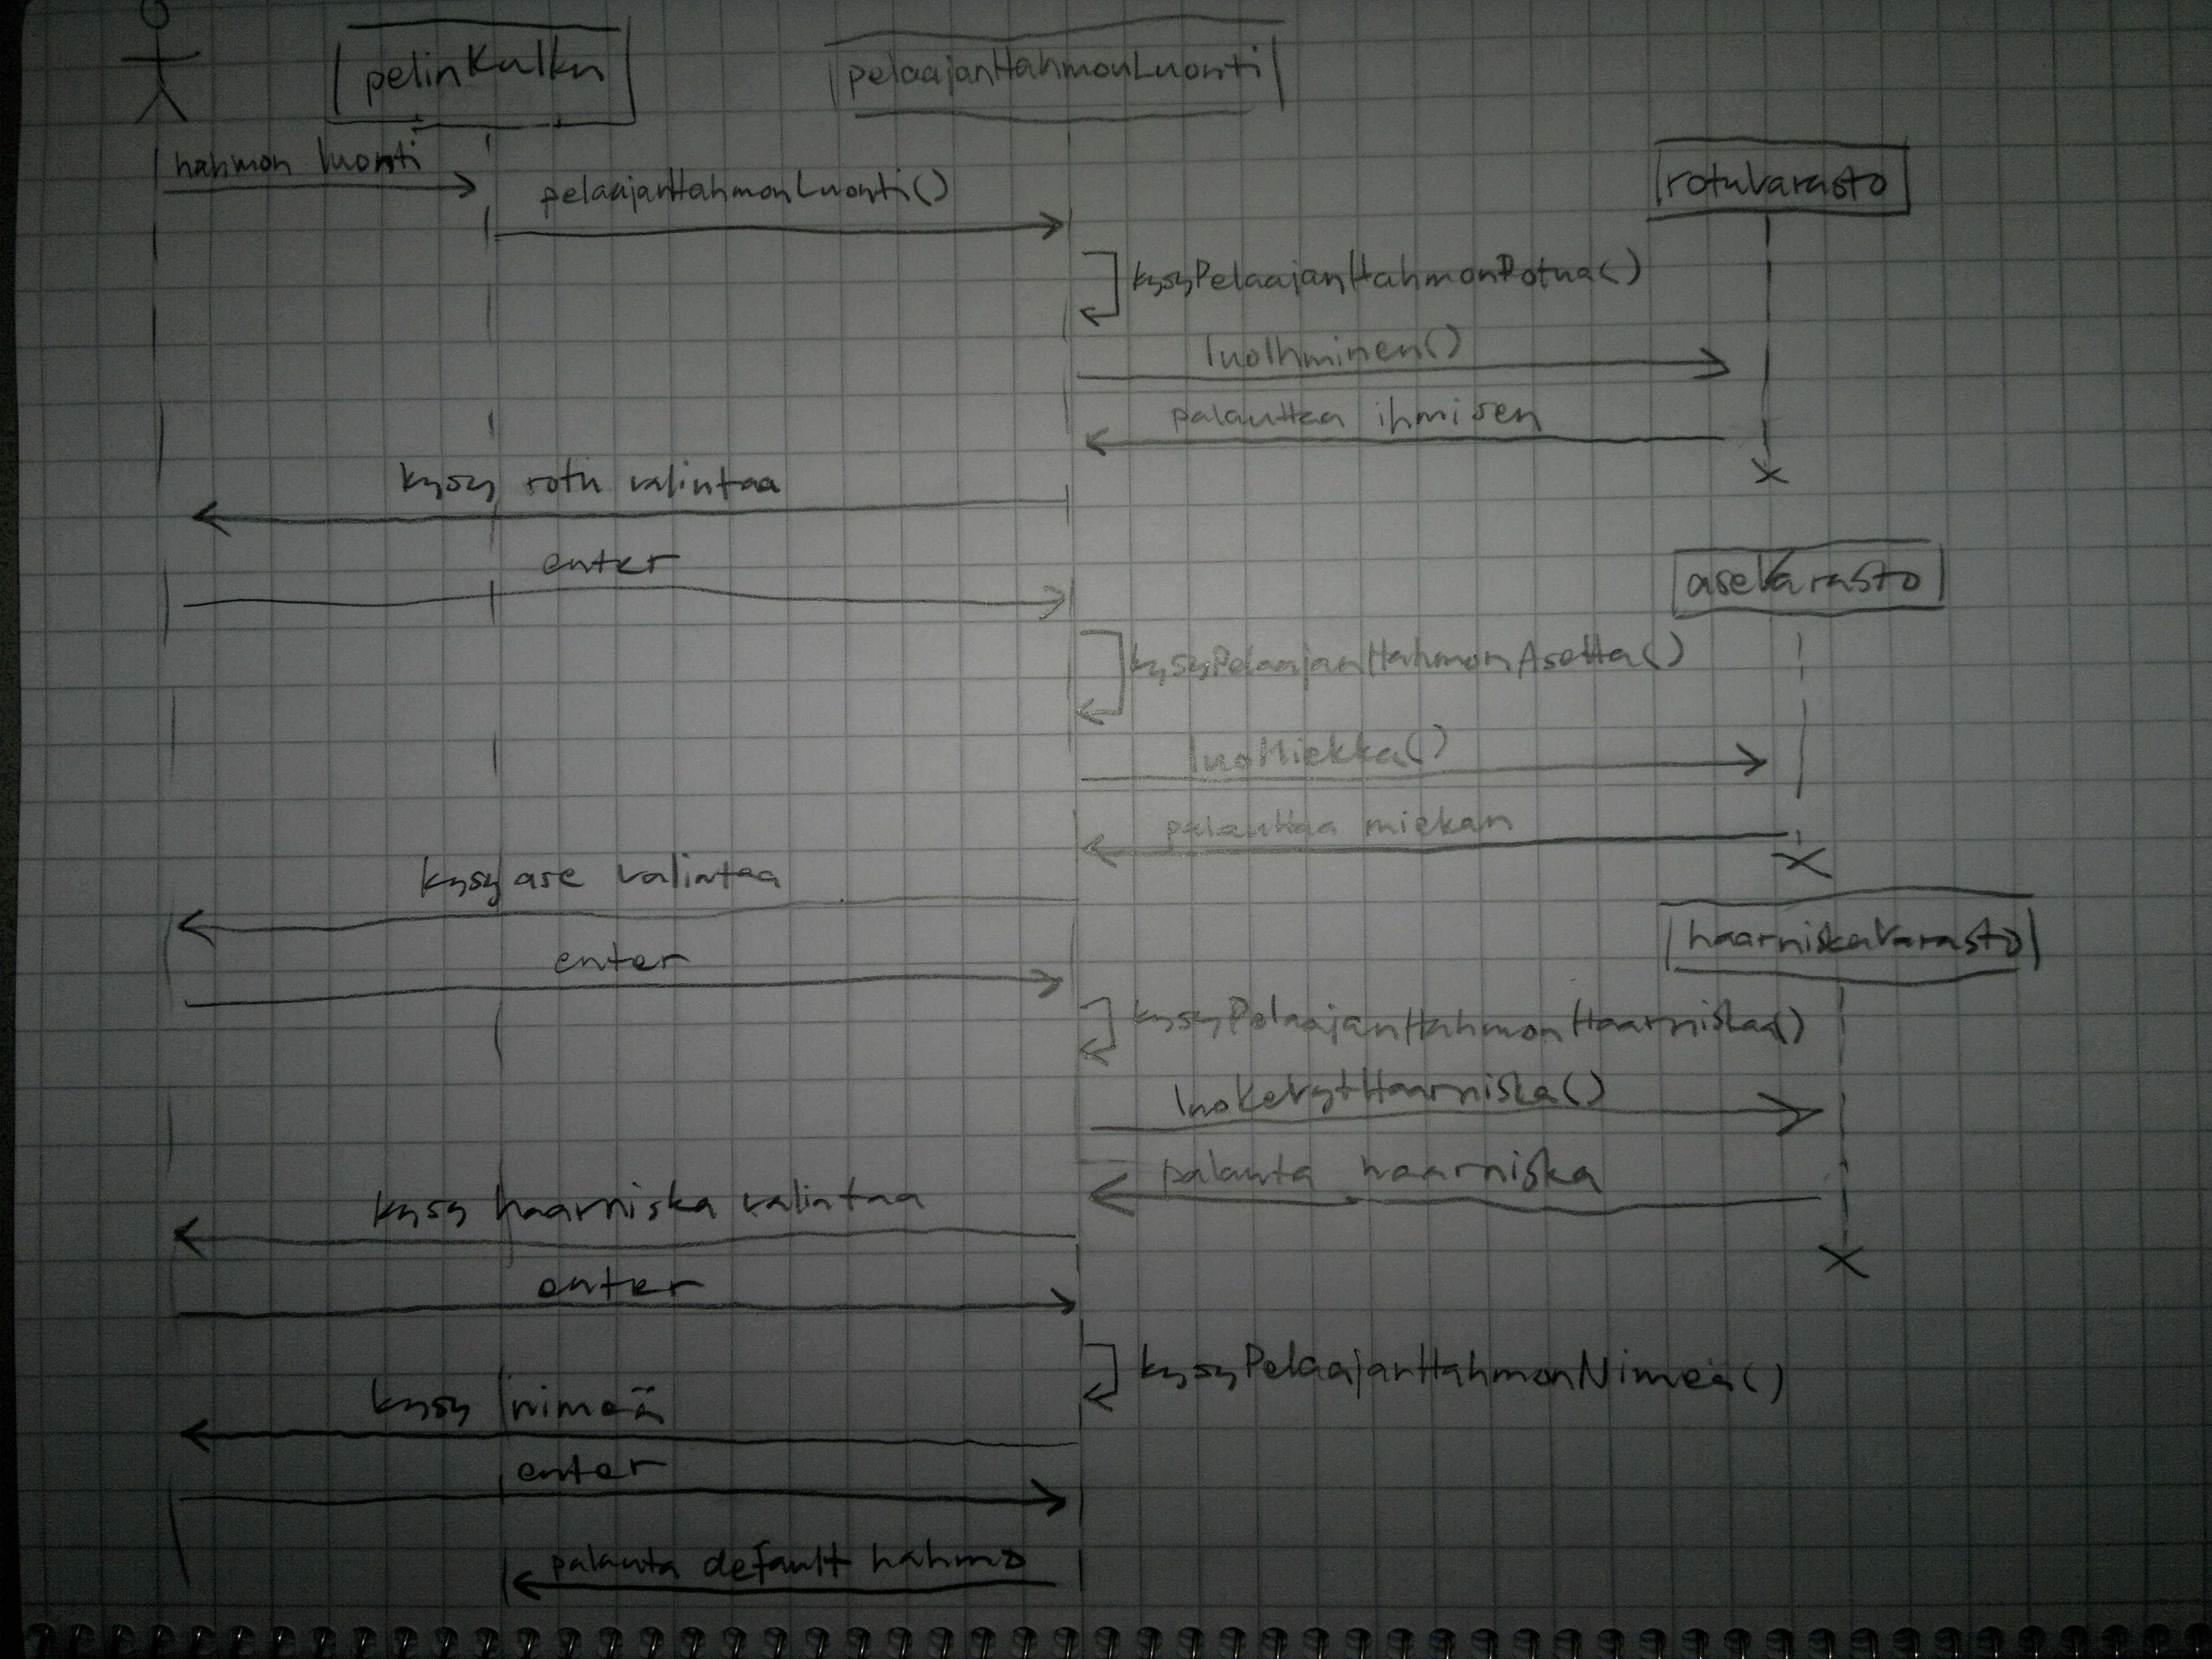 pelinKulku
pelaajanHahmonLuonti
hahmon luonti
pelaajanHahmonLuonti()
rotuVarasto
kysyPelaajanHahmonRotua()
luoIhminen()
palauttaa ihmisen
kysy rotu valintaa
enter
aseVarasto
kysyPelaajanHahmonAsetta()
luoMiekka()
palauttaa miekan
kysy ase valintaa
enter
haarniskaVarasto
kysyPelaajanHahmonHaarniskaa()
luoKevytHaarniska()
palauta haarniska
kysy haarniska valintaa
enter
kysyPelaajanHahmonNimeä()
kysy nimeä
enter
palauta default hahmo